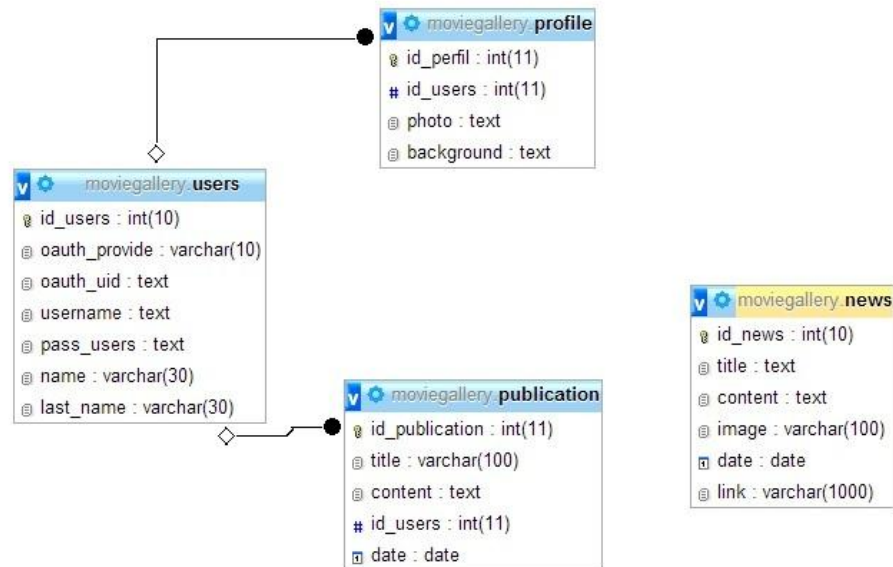 v moviegallery.profile
id_perfil : int(11)
# id_users : int(11)
photo : text
background : text
v moviegallery.users
id_users : int(10)
oauth_provide : varchar(10)
oauth_uid : text
username : text
pass_users : text
name : varchar(30)
last_name : varchar(30)
v moviegallery.publication
id_publication : int(11)
title : varchar(100)
content : text
# id_users : int(11)
date : date
v moviegallery.news
id_news : int(10)
title : text
content : text
image : varchar(100)
date : date
link : varchar(1000)